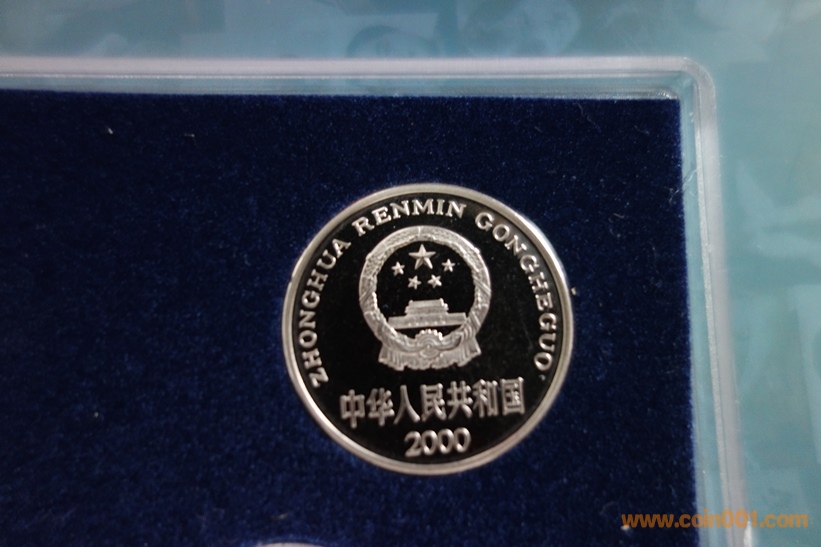 ZHONGHUA RENMIN GONGHEGUO
中华人民共和国
2000
www.coin001.com